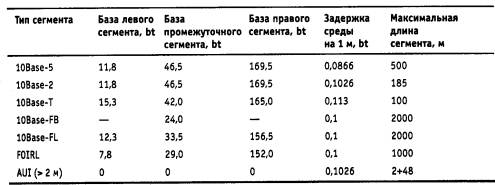 Тип сегмента База левого сегмента, bt База промежуточного сегмента, bt База правого сегмента, bt Задержка среды на 1 м, bt Максимальная длина сегмента, м
10Base-5 11,8 46,5 169,5 0,0866 500
10Base-2 11,8 46,5 169,5 0,1026 185
10Base-T 15,3 42,0 165,0 0,113 100
10Base-FB — 24,0 — 0,1 2000
10Base-FL 12,3 33,5 156,5 0,1 2000
FOIRL 7,8 29,0 152,0 0,1 1000
AUI (> 2 м) 0 0 0 0,1026 2+48